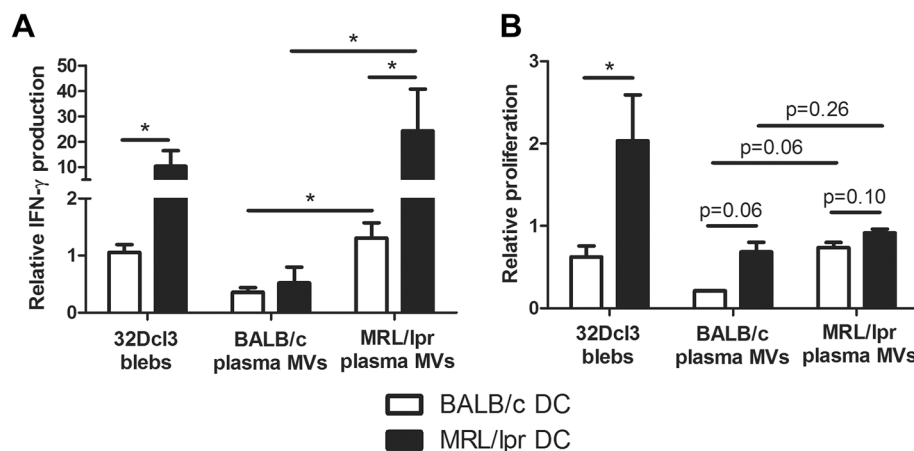 A
Relative IFN-γ production
50
40
30
20
10
2
1
0
*
*
*
*
32Dcl3
blebs
BALB/c
plasma MVs
MRL/lpr
plasma MVs
B
Relative proliferation
3
2
1
0
*
p=0.26
p=0.06
p=0.06
p=0.10
32Dcl3
blebs
BALB/c
plasma MVs
MRL/lpr
plasma MVs
BALB/c DC
MRL/lpr DC